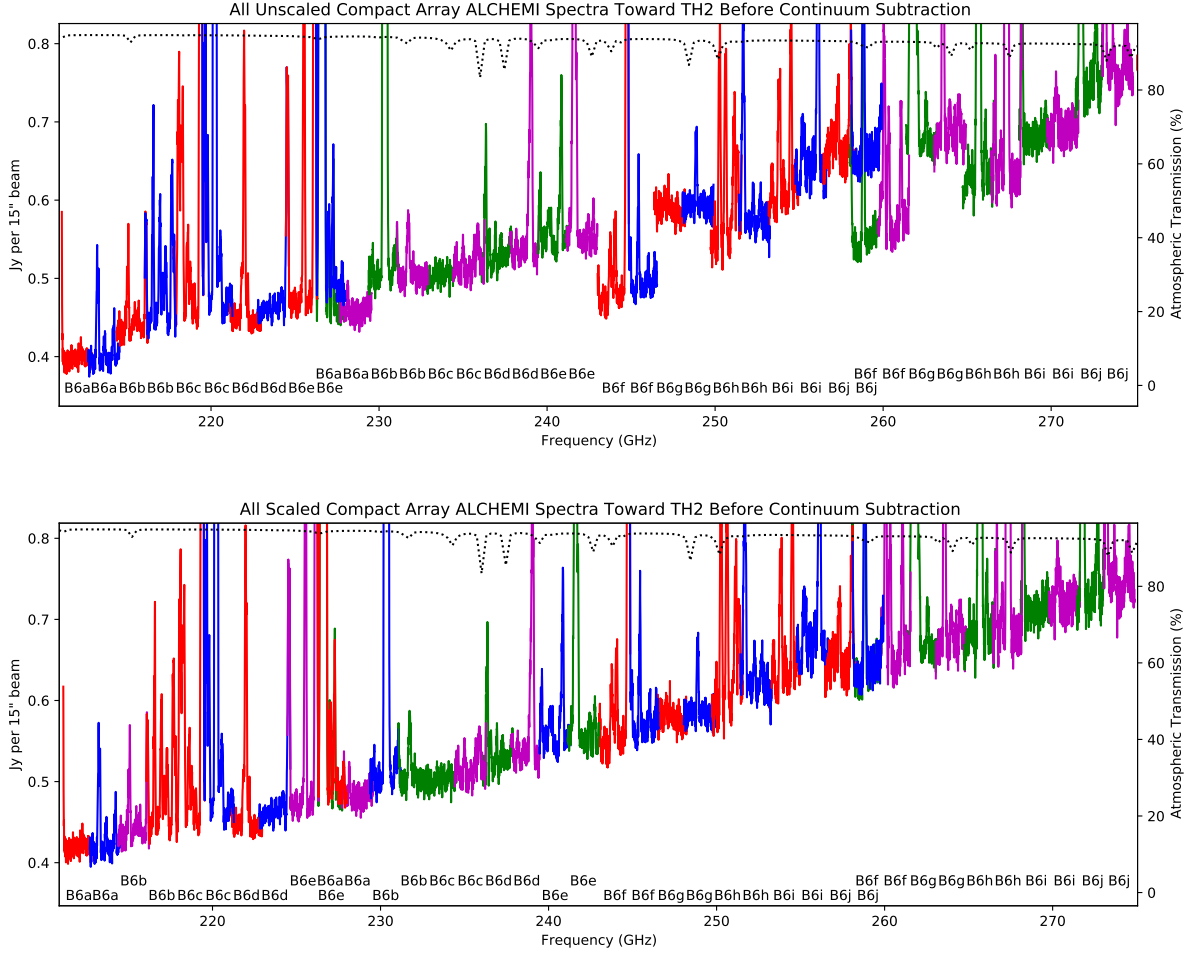 All Unscaled Compact Array ALCHEMI Spectra Toward TH2 Before Continuum Subtraction
0.8
0.7
0.6
0.5
0.4
Jy per 15" beam
80
60
40
20
0
Atmospheric Transmission (%)
B6a B6a B6b B6b B6c B6c B6d B6d B6e B6e B6f B6f B6g B6g B6h B6h B6i B6i B6j B6j
B6a B6a B6b B6b B6c B6c B6d B6d B6e B6e B6f B6f B6g B6g B6h B6h B6i B6i B6j B6j
220 230 240 250 260 270
Frequency (GHz)
All Scaled Compact Array ALCHEMI Spectra Toward TH2 Before Continuum Subtraction
0.8
0.7
0.6
0.5
0.4
Jy per 15" beam
80
60
40
20
0
Atmospheric Transmission (%)
B6b B6e B6a B6a B6b B6c B6c B6d B6d B6e B6f B6f B6g B6g B6h B6h B6i B6i B6j B6j
B6a B6a B6b B6c B6c B6d B6d B6e B6b B6e B6f B6f B6g B6g B6h B6h B6i B6i B6j B6j
220 230 240 250 260 270
Frequency (GHz)